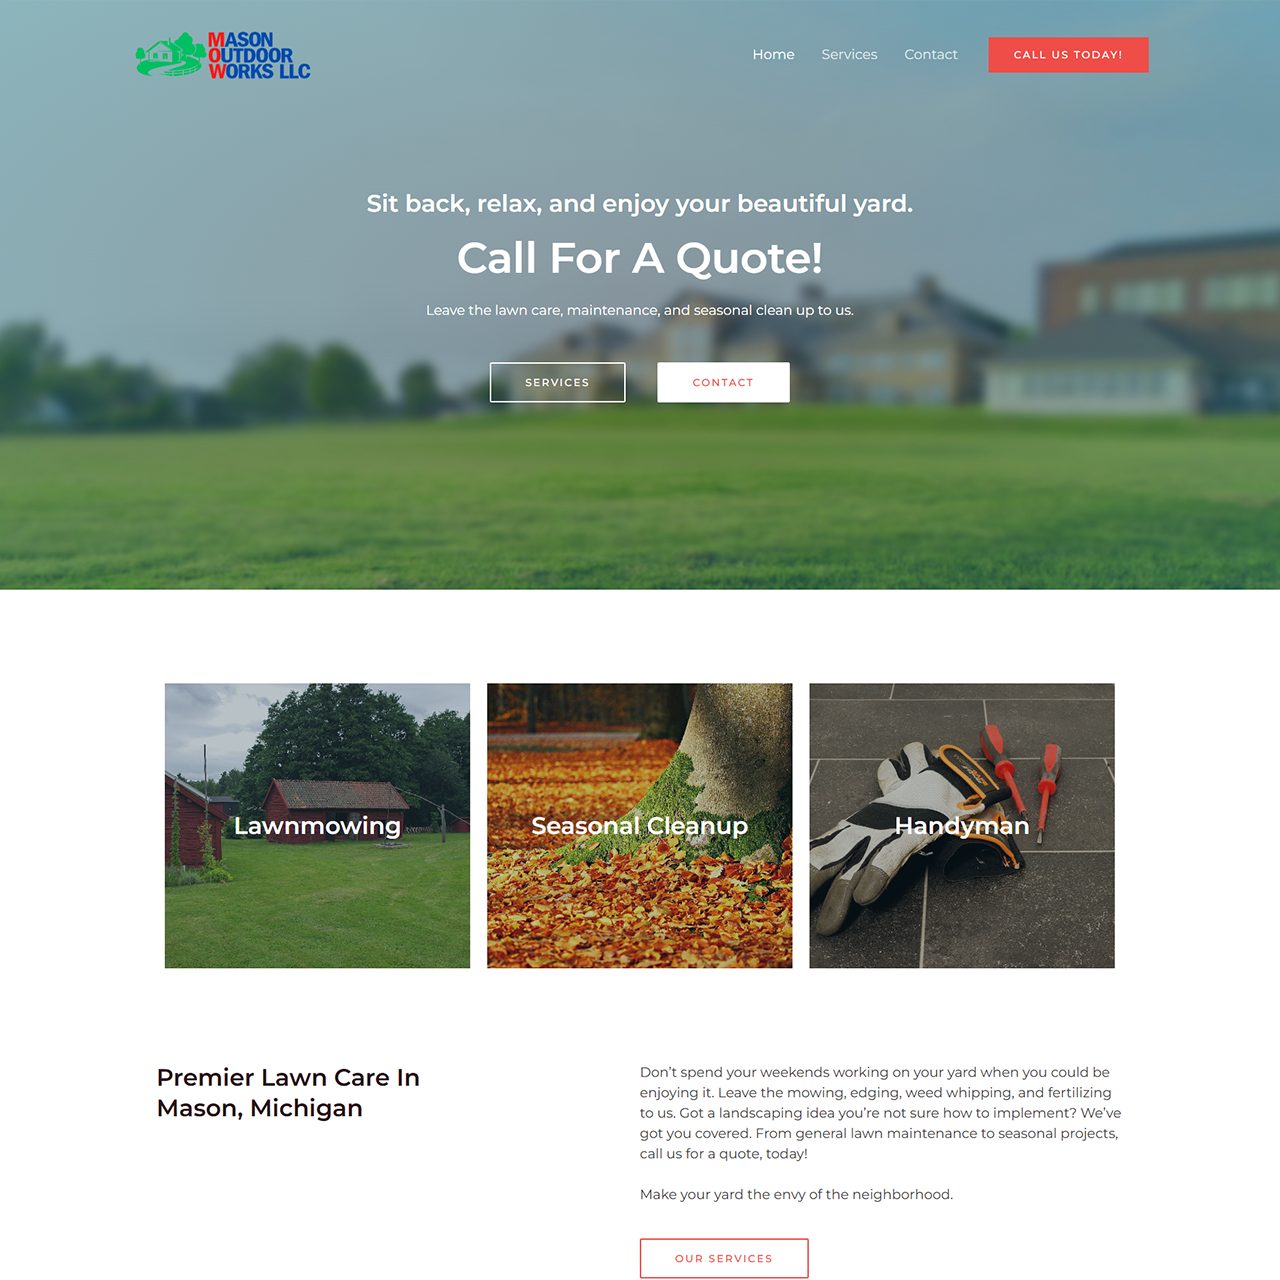 MASON
OUTDOOR
WORKS LLC
Home Services Contact CALL US TODAY!
Sit back, relax, and enjoy your beautiful yard.
Call For A Quote!
Leave the lawn care, maintenance, and seasonal clean up to us.
SERVICES CONTACT
Lawnmowing Seasonal Cleanup Handyman
Premier Lawn Care In
Mason, Michigan
Don’t spend your weekends working on your yard when you could be
enjoying it. Leave the mowing, edging, weed whipping, and fertilizing
to us. Got a landscaping idea you’re not sure how to implement? We’ve
got you covered. From general lawn maintenance to seasonal projects,
call us for a quote, today!
Make your yard the envy of the neighborhood.
OUR SERVICES